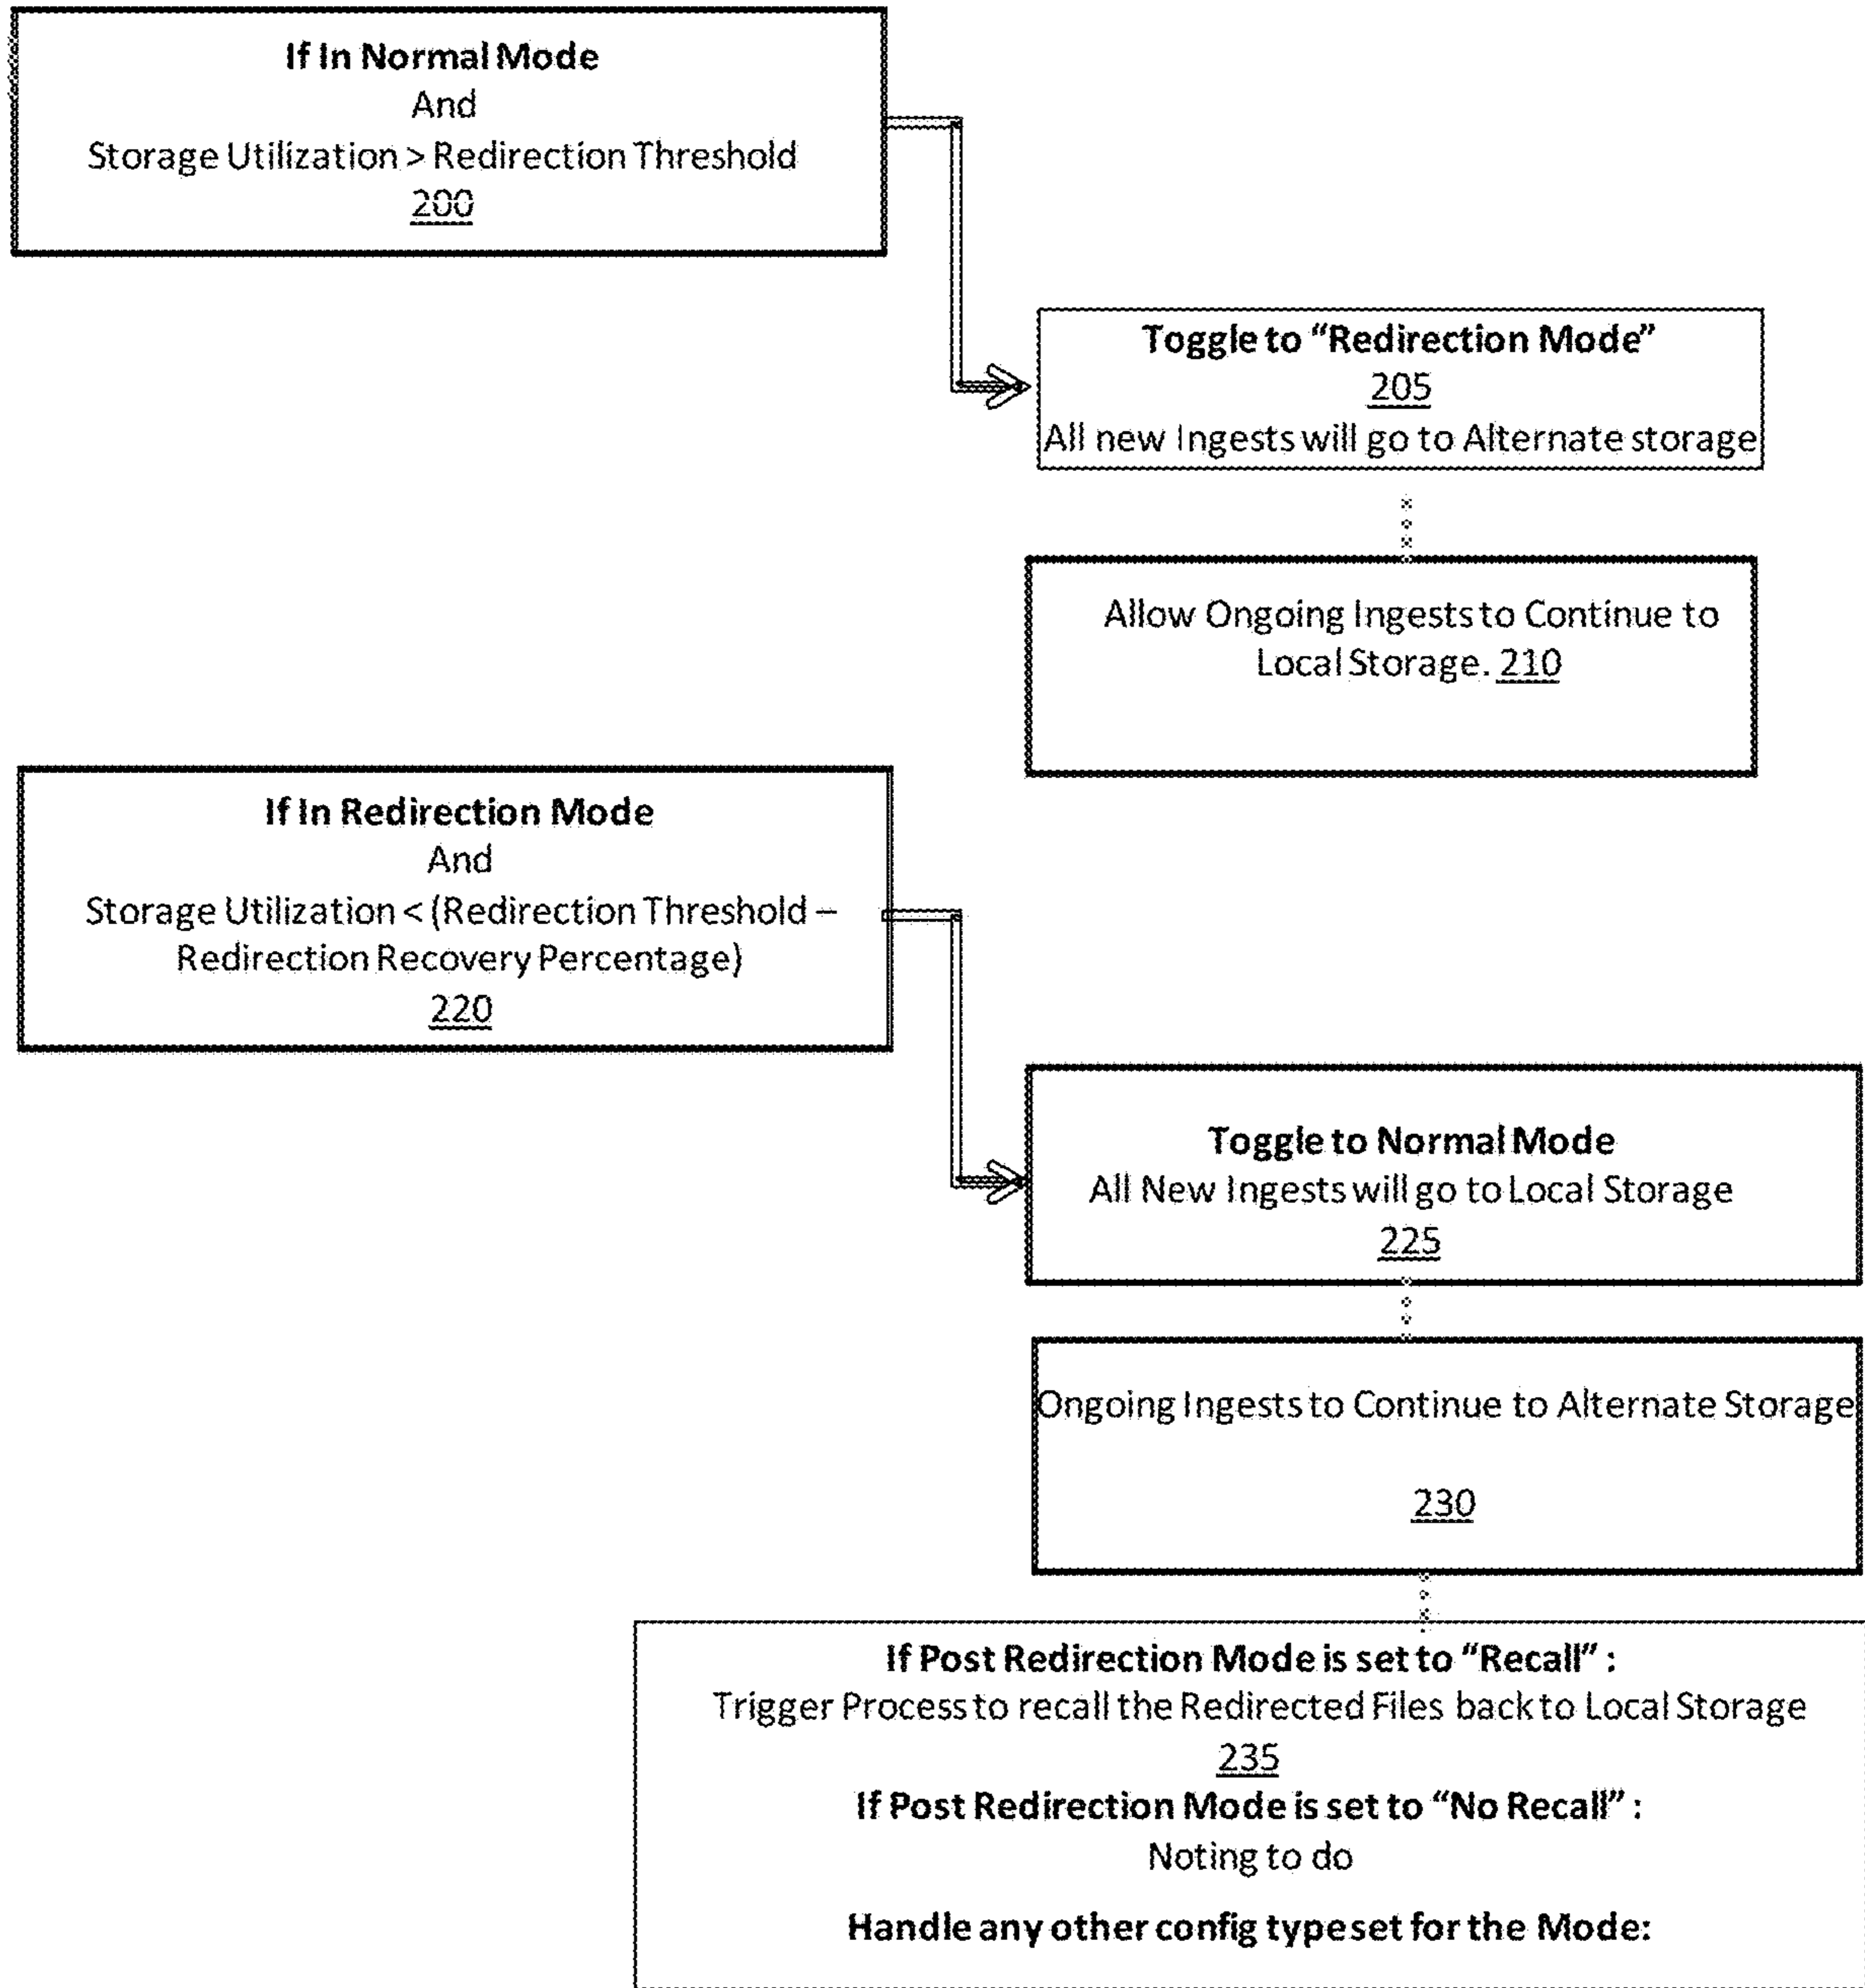 If In Normal Mode
And
Storage Utilization > Redirection Threshold
200
Toggle to “Redirection Mode”
205
All new Ingests will go to Alternate storage
Allow Ongoing Ingests to Continue to
Local Storage. 210
If In Redirection Mode
And
Storage Utilization < (Redirection Threshold –
Redirection Recovery Percentage)
220
Toggle to Normal Mode
All New Ingests will go to Local Storage
225
Ongoing Ingests to Continue to Alternate Storage
230
If Post Redirection Mode is set to “Recall” :
Trigger Process to recall the Redirected Files back to Local Storage
235
If Post Redirection Mode is set to “No Recall” :
Noting to do
Handle any other config type set for the Mode: